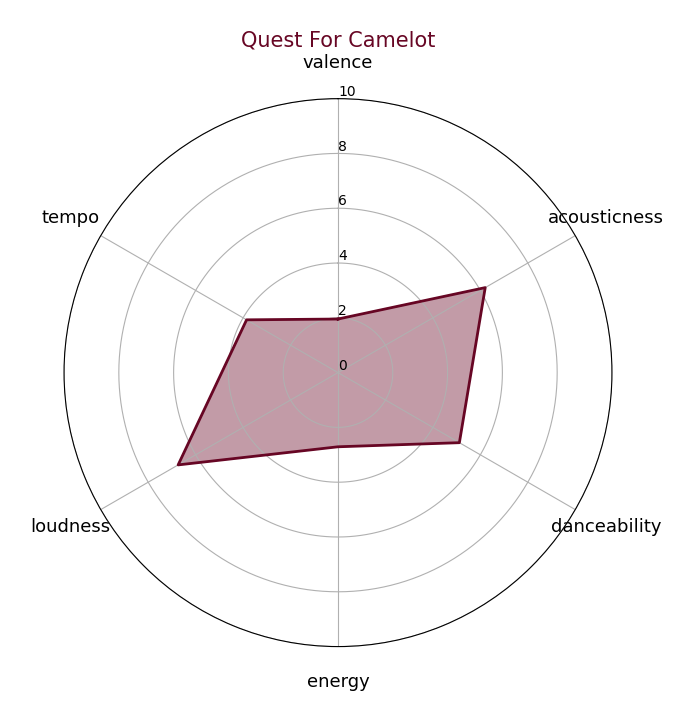 Quest For Camelot
valence
10
8
tempo
6
acousticness
4
2
0
loudness
danceability
energy